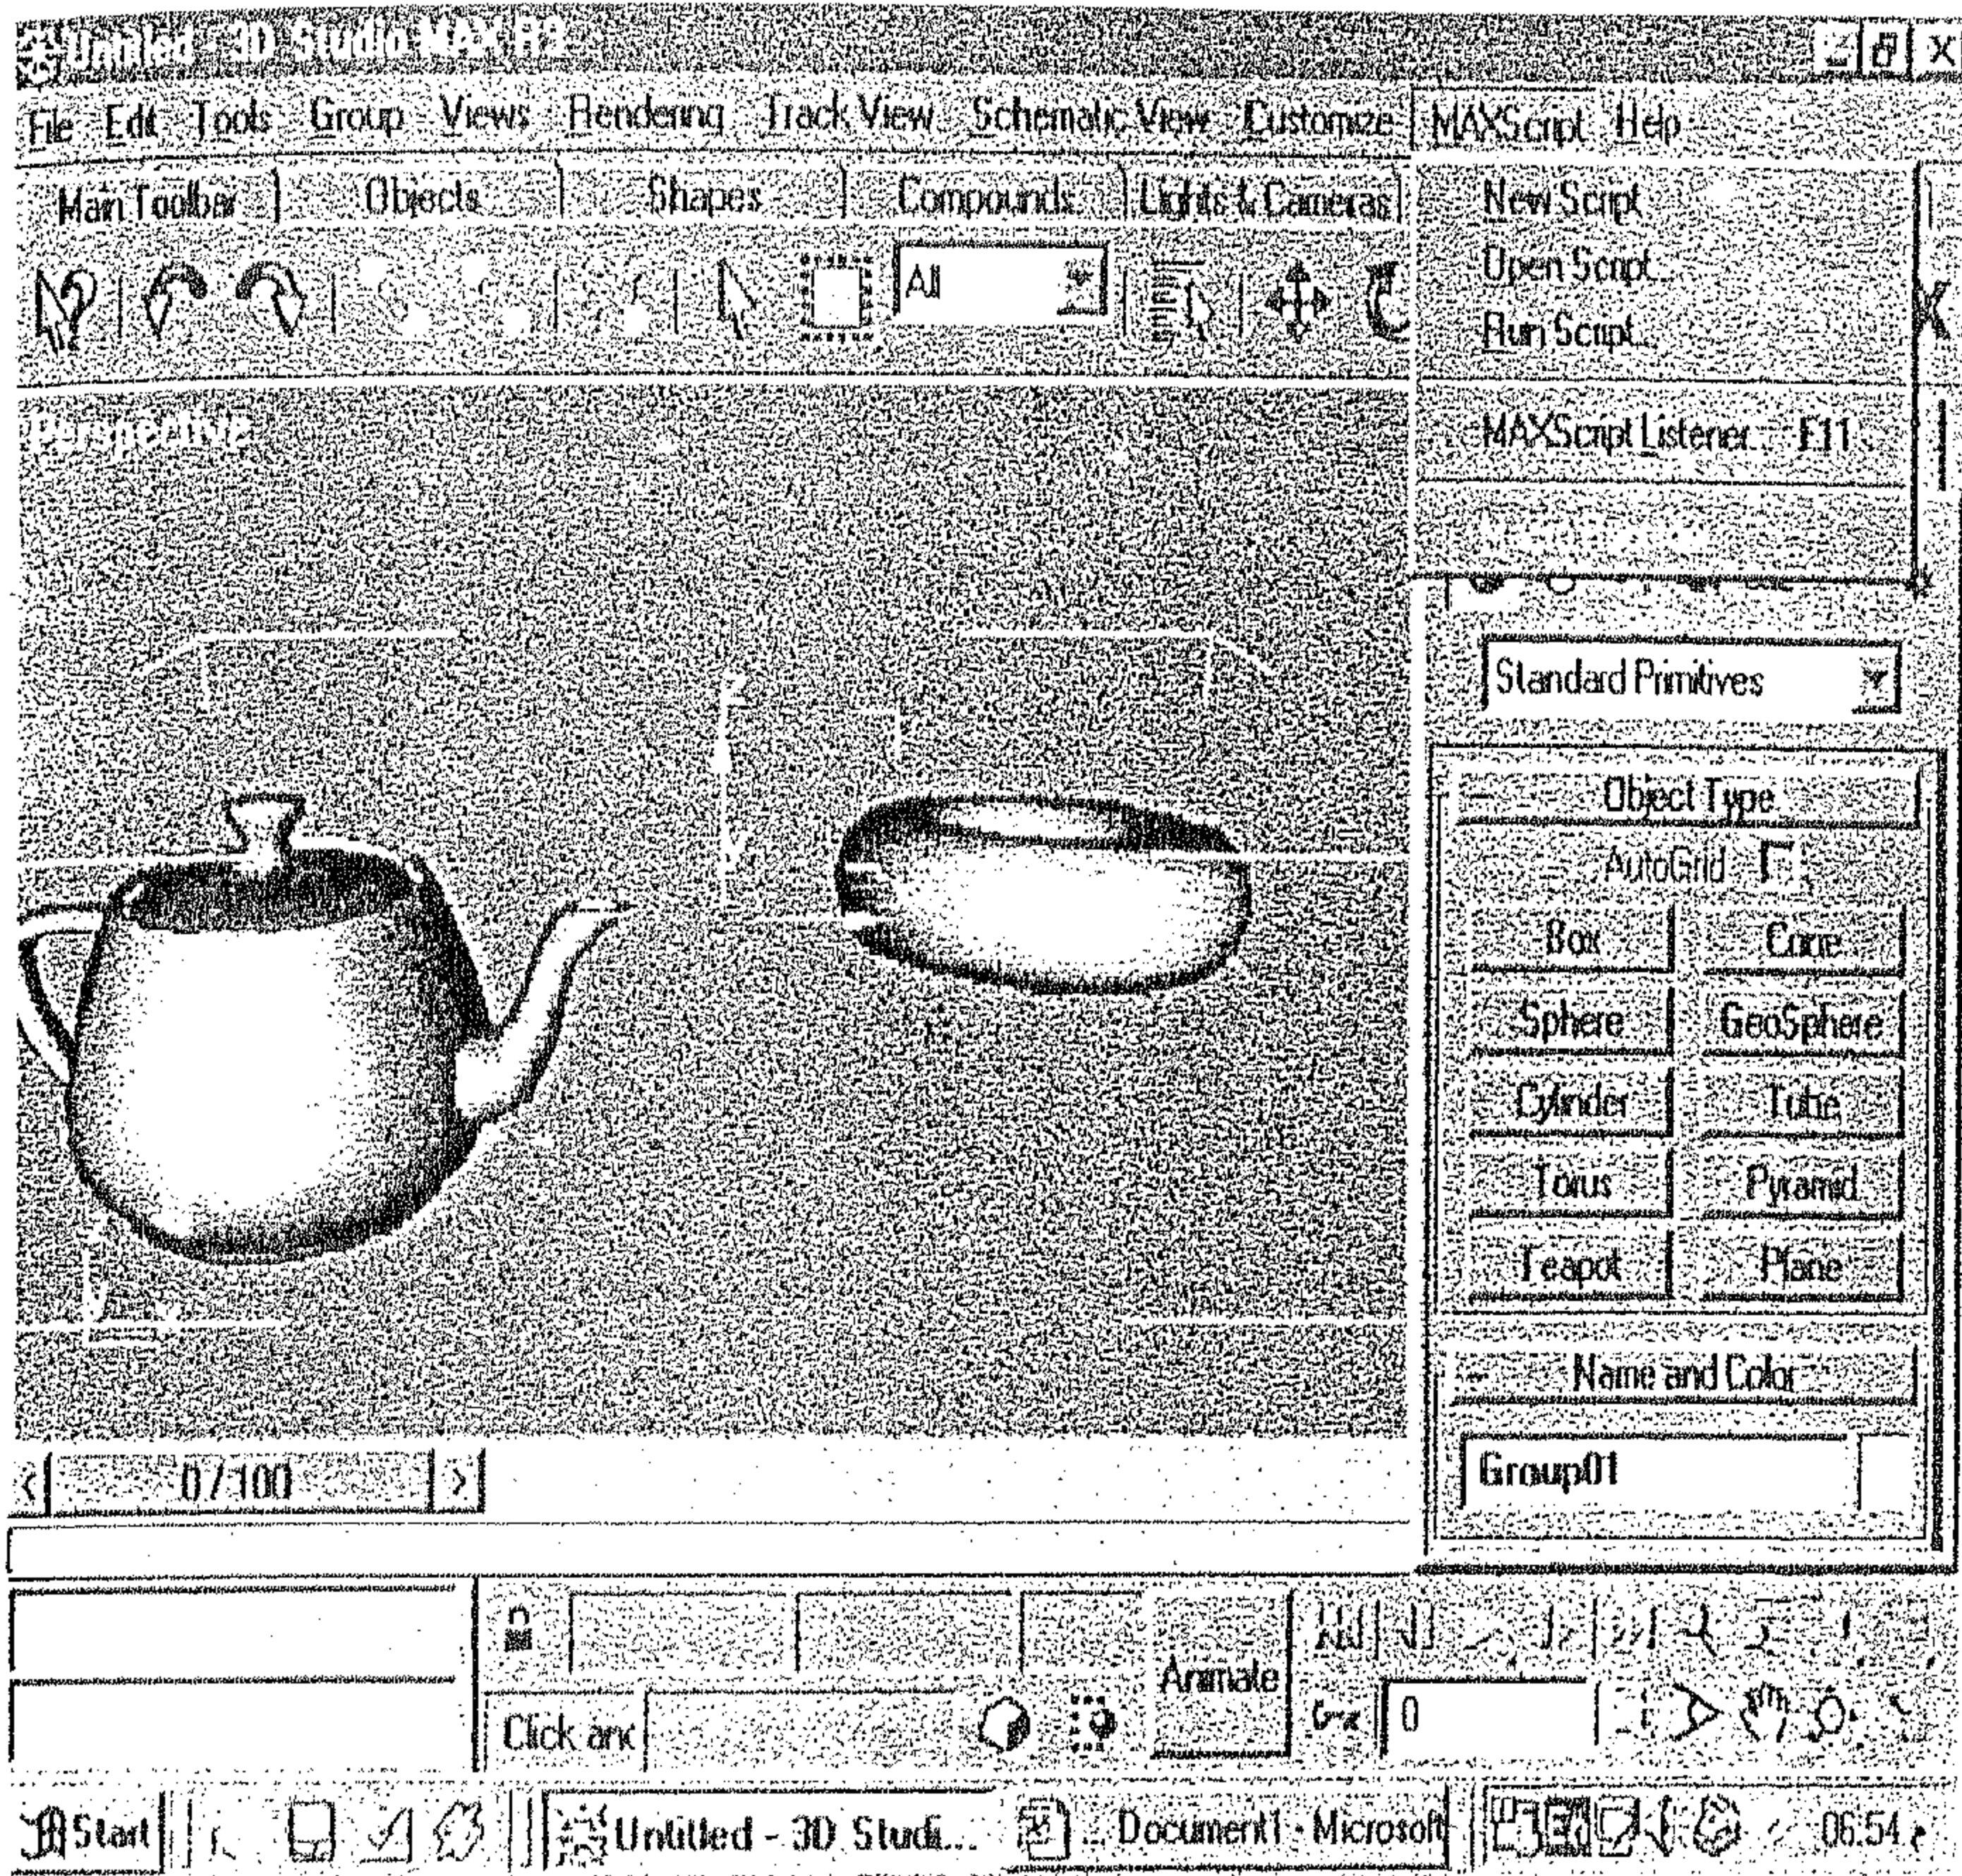 Untitled - 3D Studio MAX R3
File Edit Tools Group Views Rendering Track View Schematic View Customize MAXScript Help
Main Toolbar Objects Shapes Compounds Lights & Cameras
New Script
Open Script...
Run Script...
All
MAXScript Listener... F11
Perspective
Standard Primitives
Object Type
AutoGrid
Box Cone
Sphere GeoSphere
Cylinder Tube
Torus Pyramid
Teapot Plane
Name and Color
Group01
0 / 100
Animate
Click anc
0
Start Untitled - 3D Studi... Document1 - Microsoft 06:54 م